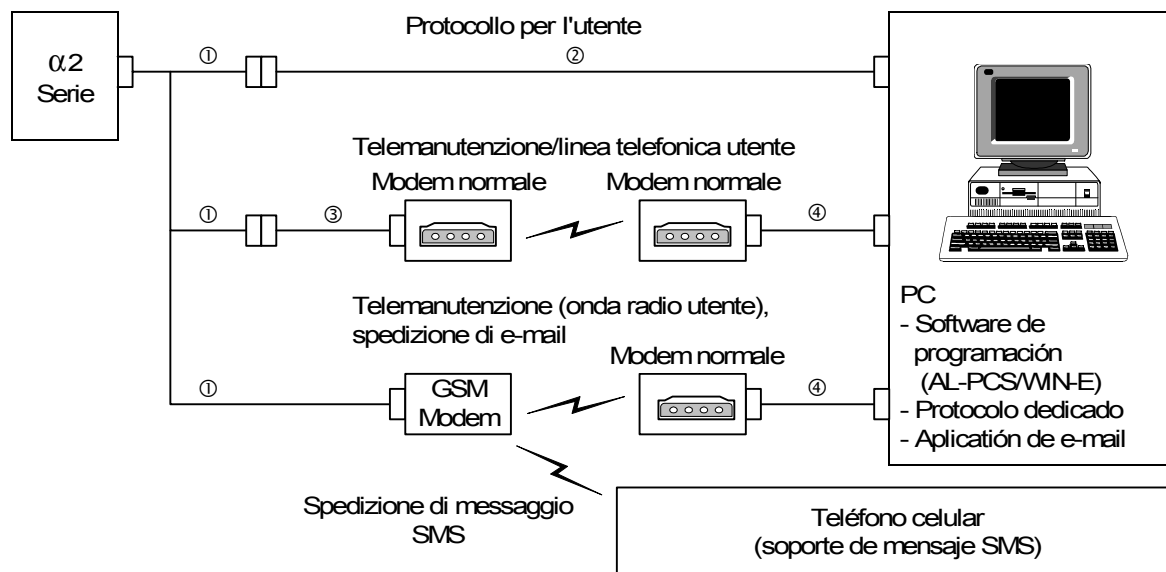 α2
Serie
Protocollo per l'utente
①
②
Telemanutenzione/linea telefonica utente
Modem normale
Modem normale
①
③
④
Telemanutenzione (onda radio utente),
spedizione di e-mail
Modem normale
①
GSM
Modem
④
PC
- Software de
programación
(AL-PCS/WIN-E)
- Protocolo dedicado
- Aplicatión de e-mail
Spedizione di messaggio
SMS
Teléfono celular
(soporte de mensaje SMS)